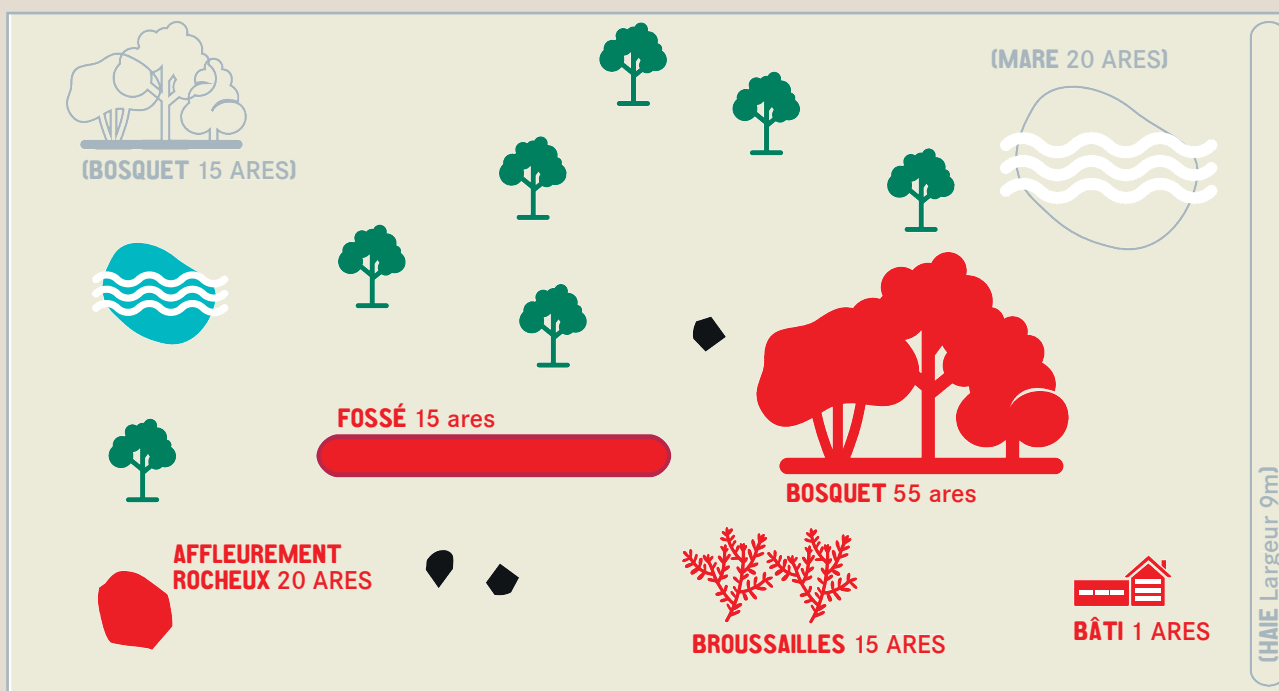 (MARE 20 ARES)
(BOSQUET 15 ARES)
FOSSÉ 15 ares
BOSQUET 55 ares
AFFLEUREMENT
ROCHEUX 20 ARES
BROUSSAILLES 15 ARES
BÂTI 1 ARES
(HAIE Largeur 9m)